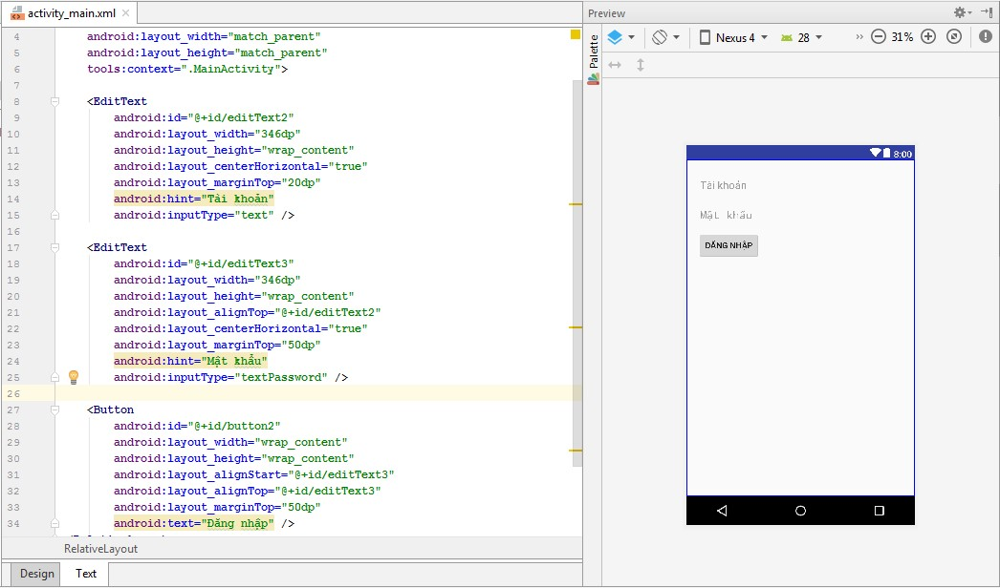 activity_main.xml
Preview
4 android:layout_width="match_parent"
5 android:layout_height="match_parent"
6 tools:context=".MainActivity">
7
8 <EditText
9 android:id="@+id/editText2"
10 android:layout_width="346dp"
11 android:layout_height="wrap_content"
12 android:layout_centerHorizontal="true"
13 android:layout_marginTop="20dp"
14 android:hint="Tài khoản"
15 android:inputType="text" />
16
17 <EditText
18 android:id="@+id/editText3"
19 android:layout_width="346dp"
20 android:layout_height="wrap_content"
21 android:layout_alignTop="@+id/editText2"
22 android:layout_centerHorizontal="true"
23 android:layout_marginTop="50dp"
24 android:hint="Mật khẩu"
25 android:inputType="textPassword" />
26
27 <Button
28 android:id="@+id/button2"
29 android:layout_width="wrap_content"
30 android:layout_height="wrap_content"
31 android:layout_alignStart="@+id/editText3"
32 android:layout_alignTop="@+id/editText3"
33 android:layout_marginTop="50dp"
34 android:text="Đăng nhập" />
RelativeLayout
Design Text
Palette
Nexus 4 28 31%
8:00
Tài khoản
Mật khẩu
ĐĂNG NHẬP